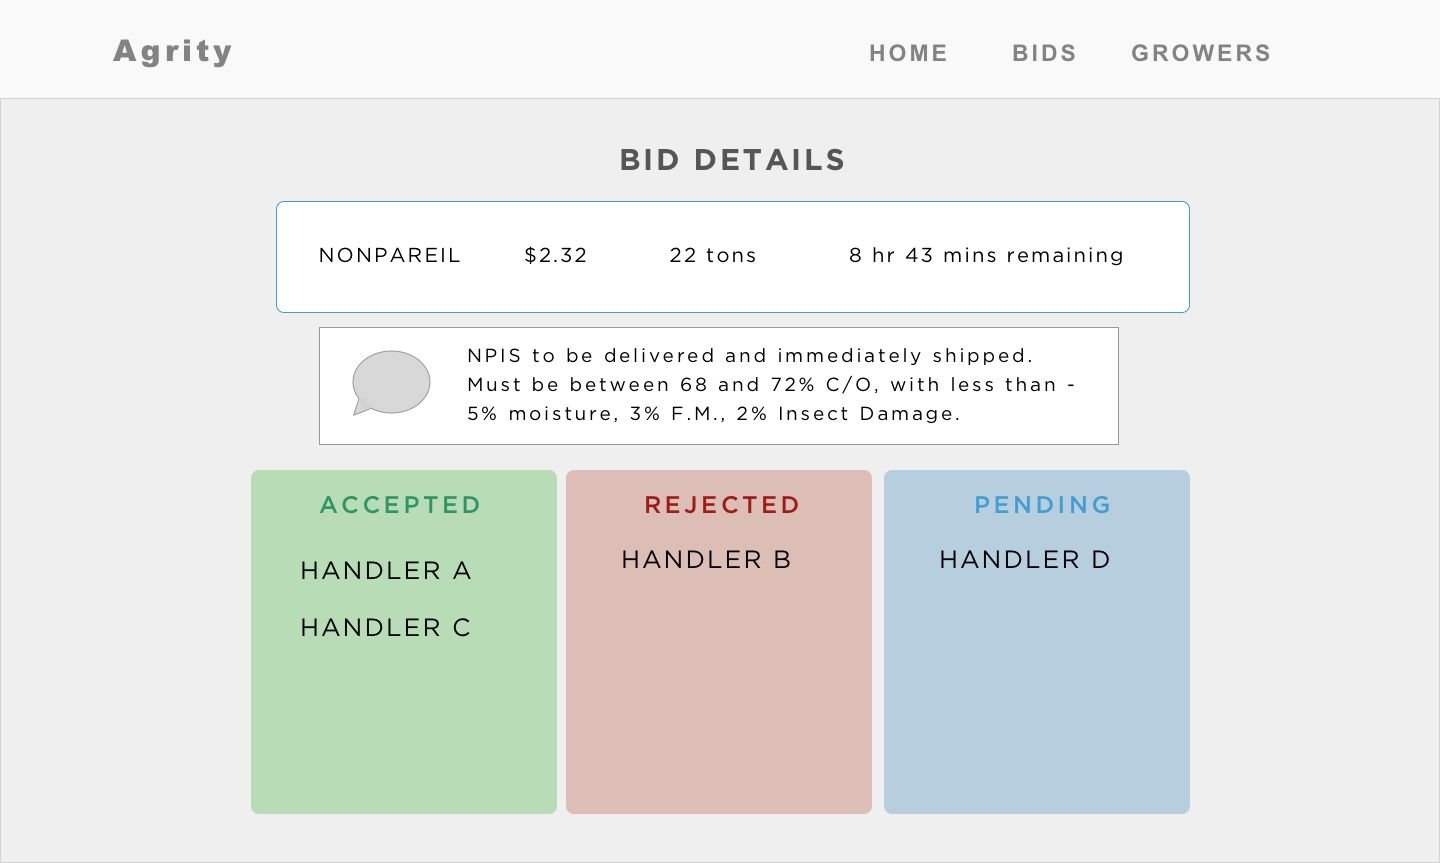 Agrity
HOME BIDS GROWERS
BID DETAILS
NONPAREIL $2.32 22 tons 8 hr 43 mins remaining
NPIS to be delivered and immediately shipped.
Must be between 68 and 72% C/O, with less than -
5% moisture, 3% F.M., 2% Insect Damage.
ACCEPTED
HANDLER A
HANDLER C
REJECTED
HANDLER B
PENDING
HANDLER D